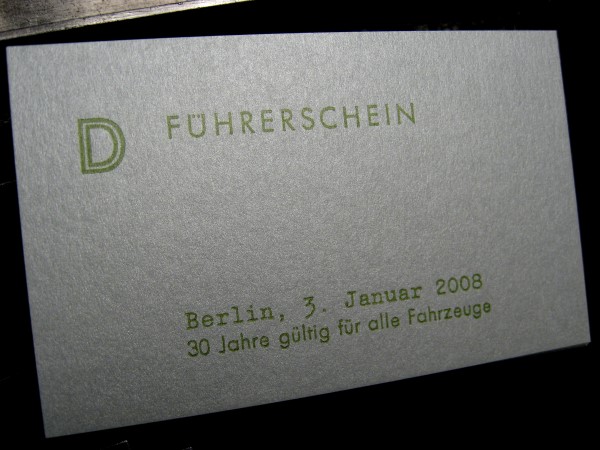 D FÜHRERSCHEIN
Berlin, 3. Januar 2008
30 Jahre gültig für alle Fahrzeuge